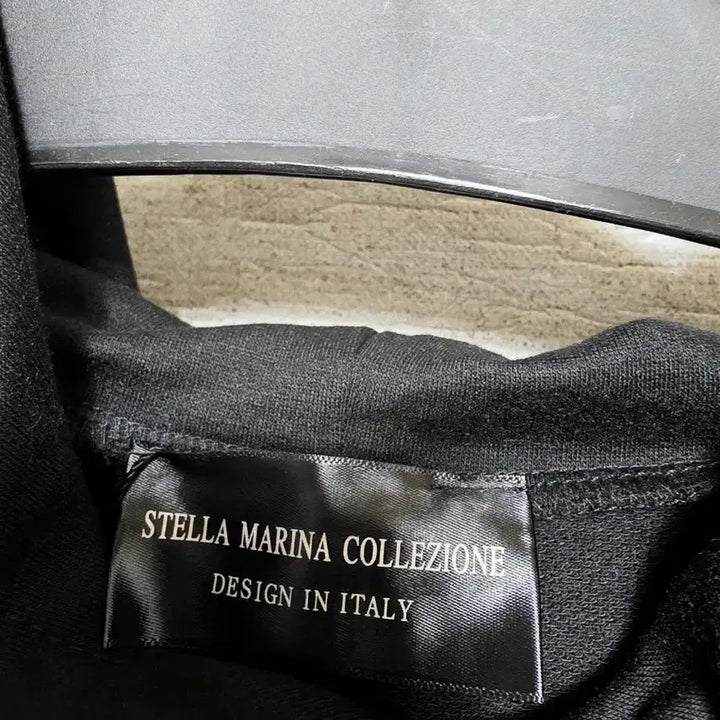 STELLA MARINA COLLEZIONE
DESIGN IN ITALY